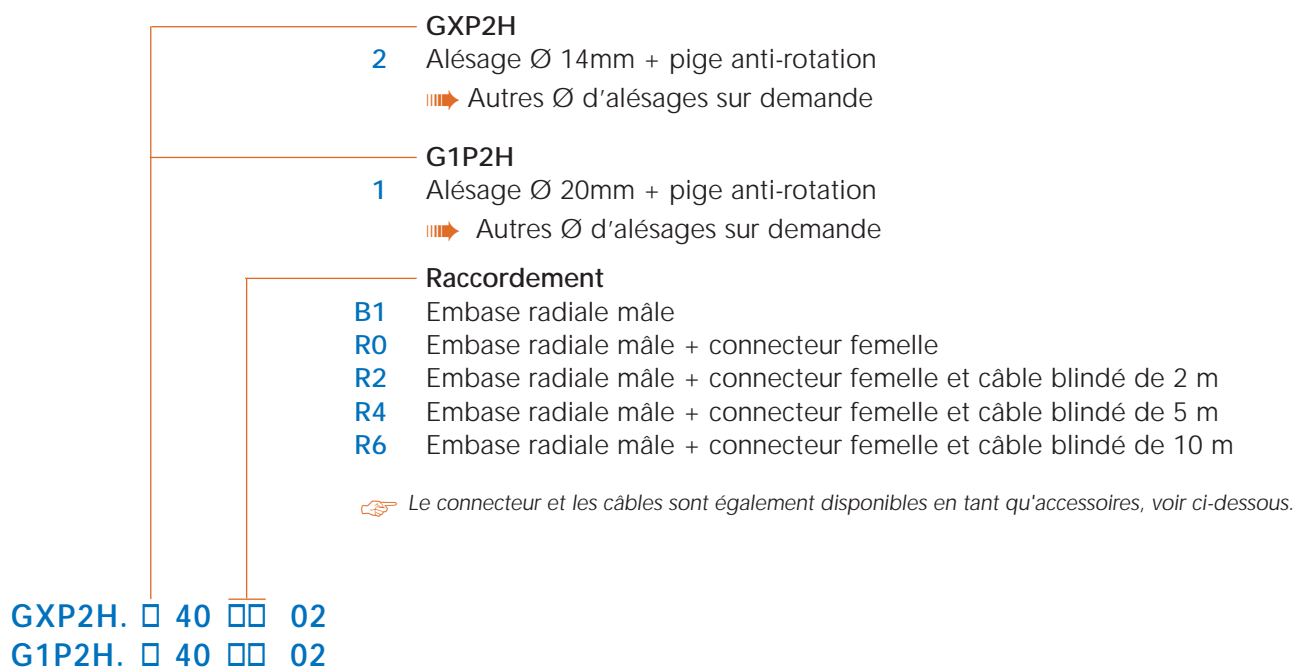 GXP2H
2 Alésage Ø 14mm + pige anti-rotation
Autres Ø d'alésages sur demande
G1P2H
1 Alésage Ø 20mm + pige anti-rotation
Autres Ø d'alésages sur demande
Raccordement
B1 Embase radiale mâle
R0 Embase radiale mâle + connecteur femelle
R2 Embase radiale mâle + connecteur femelle et câble blindé de 2 m
R4 Embase radiale mâle + connecteur femelle et câble blindé de 5 m
R6 Embase radiale mâle + connecteur femelle et câble blindé de 10 m
Le connecteur et les câbles sont également disponibles en tant qu'accessoires, voir ci-dessous.
GXP2H. □ 40 □□ 02
G1P2H. □ 40 □□ 02